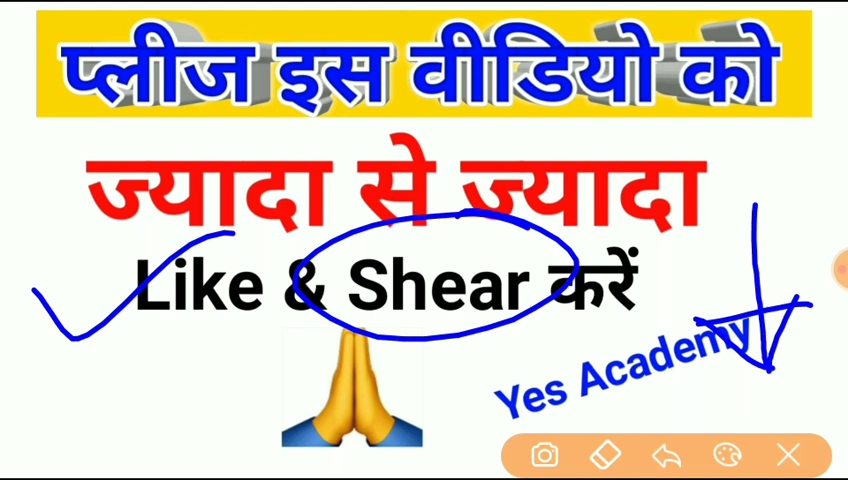 प्लीज इस वीडियो को
ज्यादा से ज्यादा
Like & Shear करें
Yes Academy